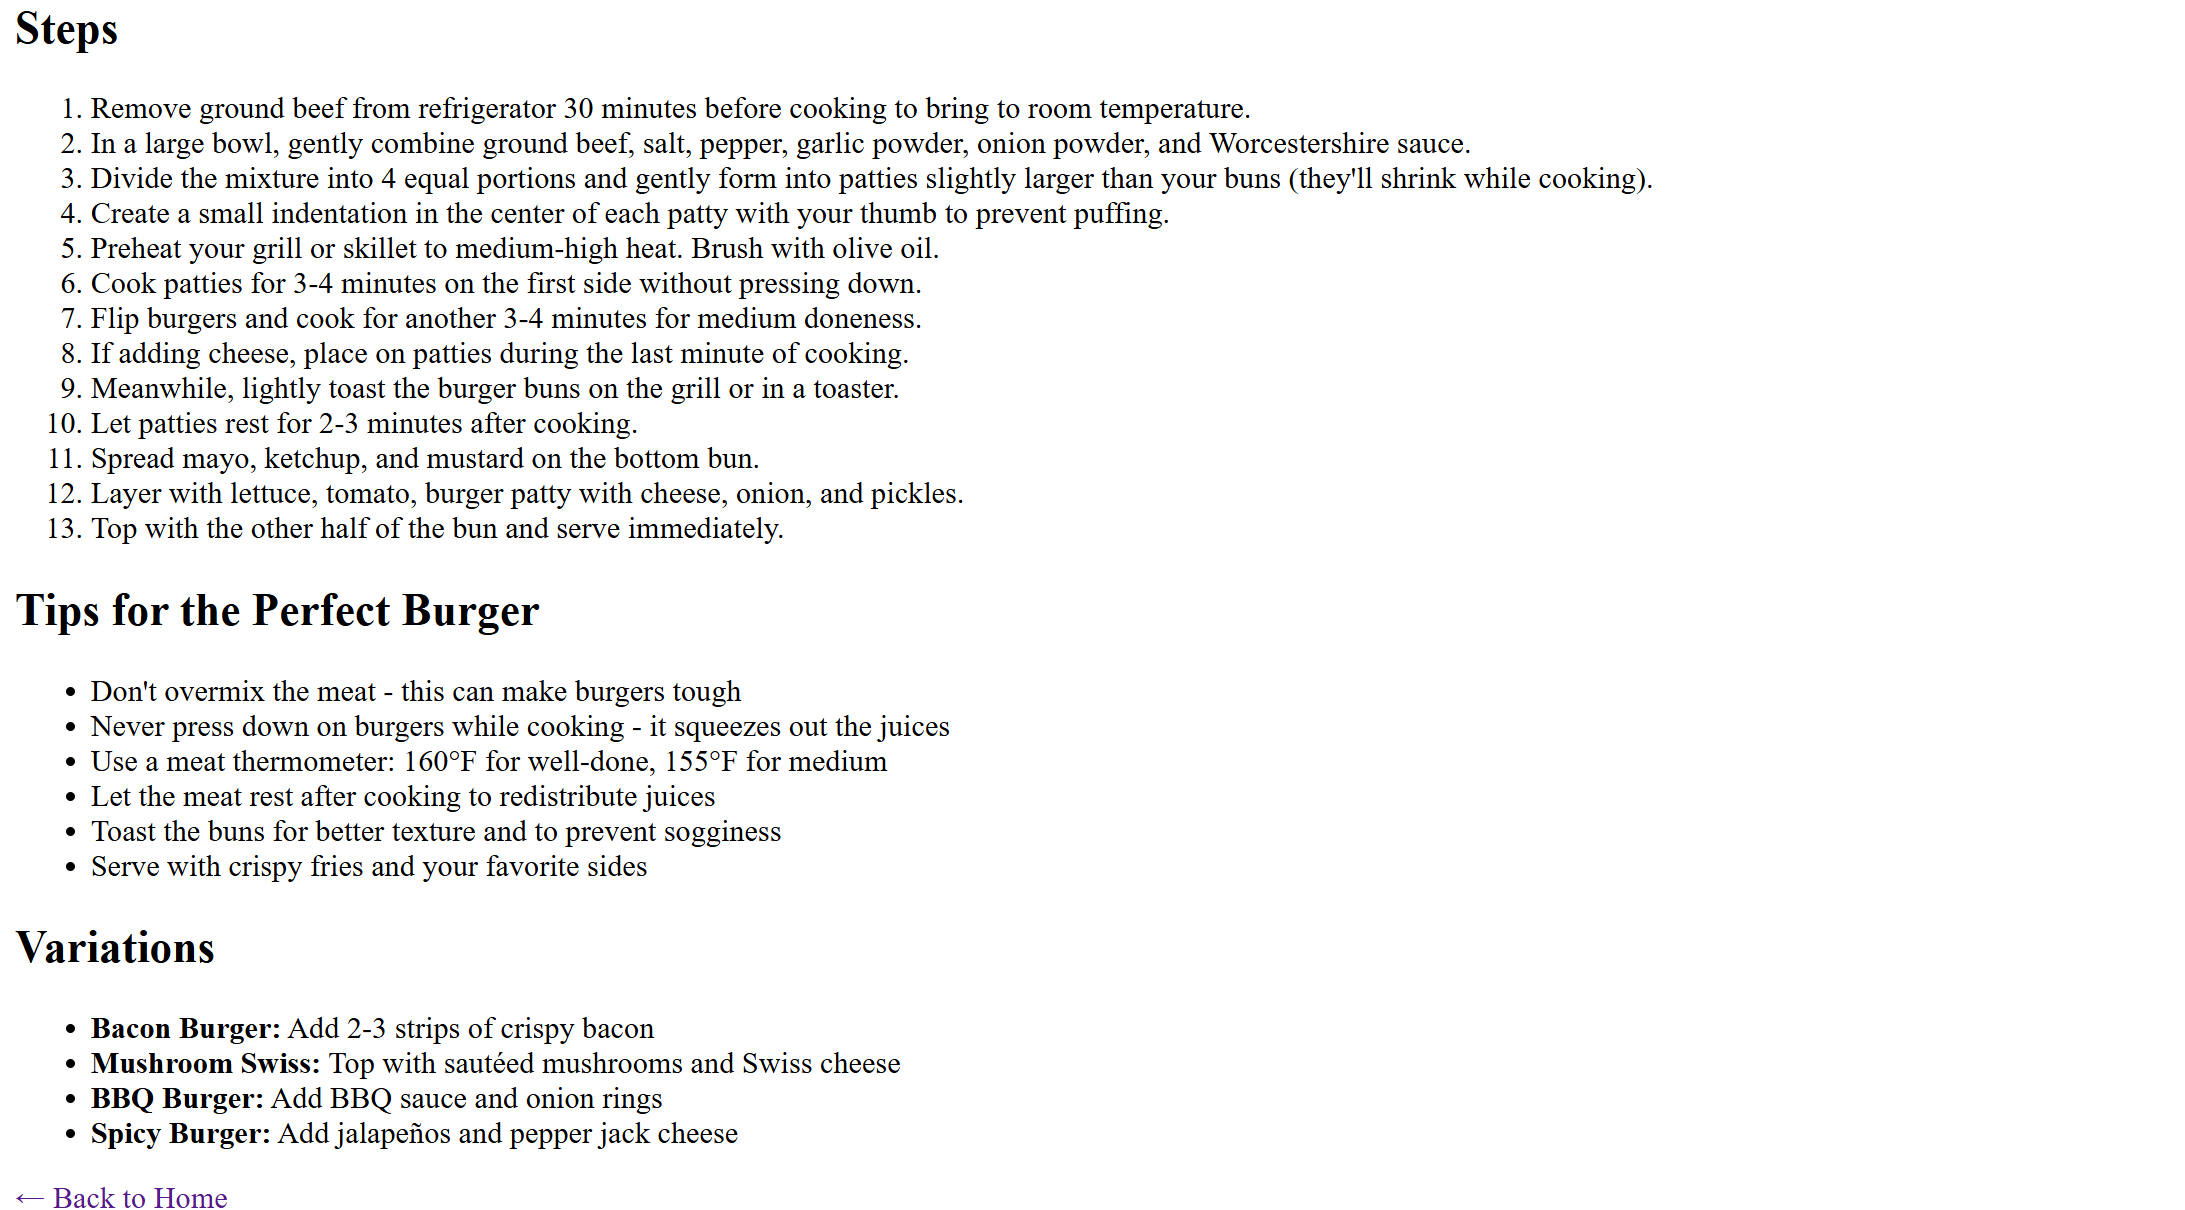 Steps
1. Remove ground beef from refrigerator 30 minutes before cooking to bring to room temperature.
2. In a large bowl, gently combine ground beef, salt, pepper, garlic powder, onion powder, and Worcestershire sauce.
3. Divide the mixture into 4 equal portions and gently form into patties slightly larger than your buns (they'll shrink while cooking).
4. Create a small indentation in the center of each patty with your thumb to prevent puffing.
5. Preheat your grill or skillet to medium-high heat. Brush with olive oil.
6. Cook patties for 3-4 minutes on the first side without pressing down.
7. Flip burgers and cook for another 3-4 minutes for medium doneness.
8. If adding cheese, place on patties during the last minute of cooking.
9. Meanwhile, lightly toast the burger buns on the grill or in a toaster.
10. Let patties rest for 2-3 minutes after cooking.
11. Spread mayo, ketchup, and mustard on the bottom bun.
12. Layer with lettuce, tomato, burger patty with cheese, onion, and pickles.
13. Top with the other half of the bun and serve immediately.
Tips for the Perfect Burger
• Don't overmix the meat - this can make burgers tough
• Never press down on burgers while cooking - it squeezes out the juices
• Use a meat thermometer: 160°F for well-done, 155°F for medium
• Let the meat rest after cooking to redistribute juices
• Toast the buns for better texture and to prevent sogginess
• Serve with crispy fries and your favorite sides
Variations
• Bacon Burger: Add 2-3 strips of crispy bacon
• Mushroom Swiss: Top with sautéed mushrooms and Swiss cheese
• BBQ Burger: Add BBQ sauce and onion rings
• Spicy Burger: Add jalapeños and pepper jack cheese
← Back to Home